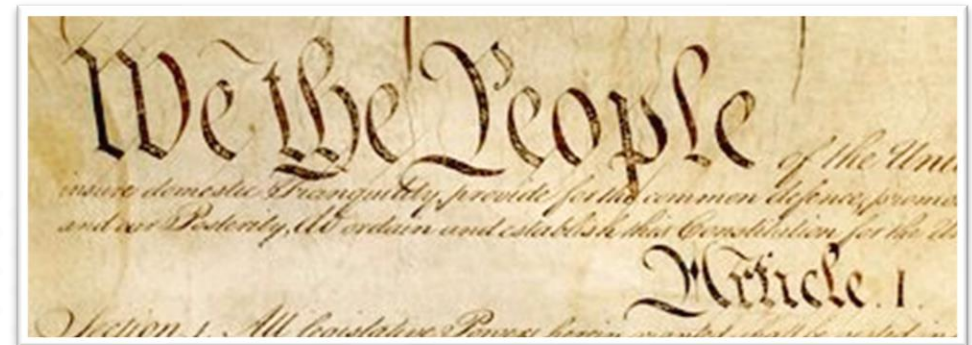 We the People of the Uni
insure domestic Tranquility, provide for the common defence, promo
and our Posterity, do ordain and establish this Constitution for the Un
Article. I.
Section. 1. All legislative Powers herein granted shall be vested in